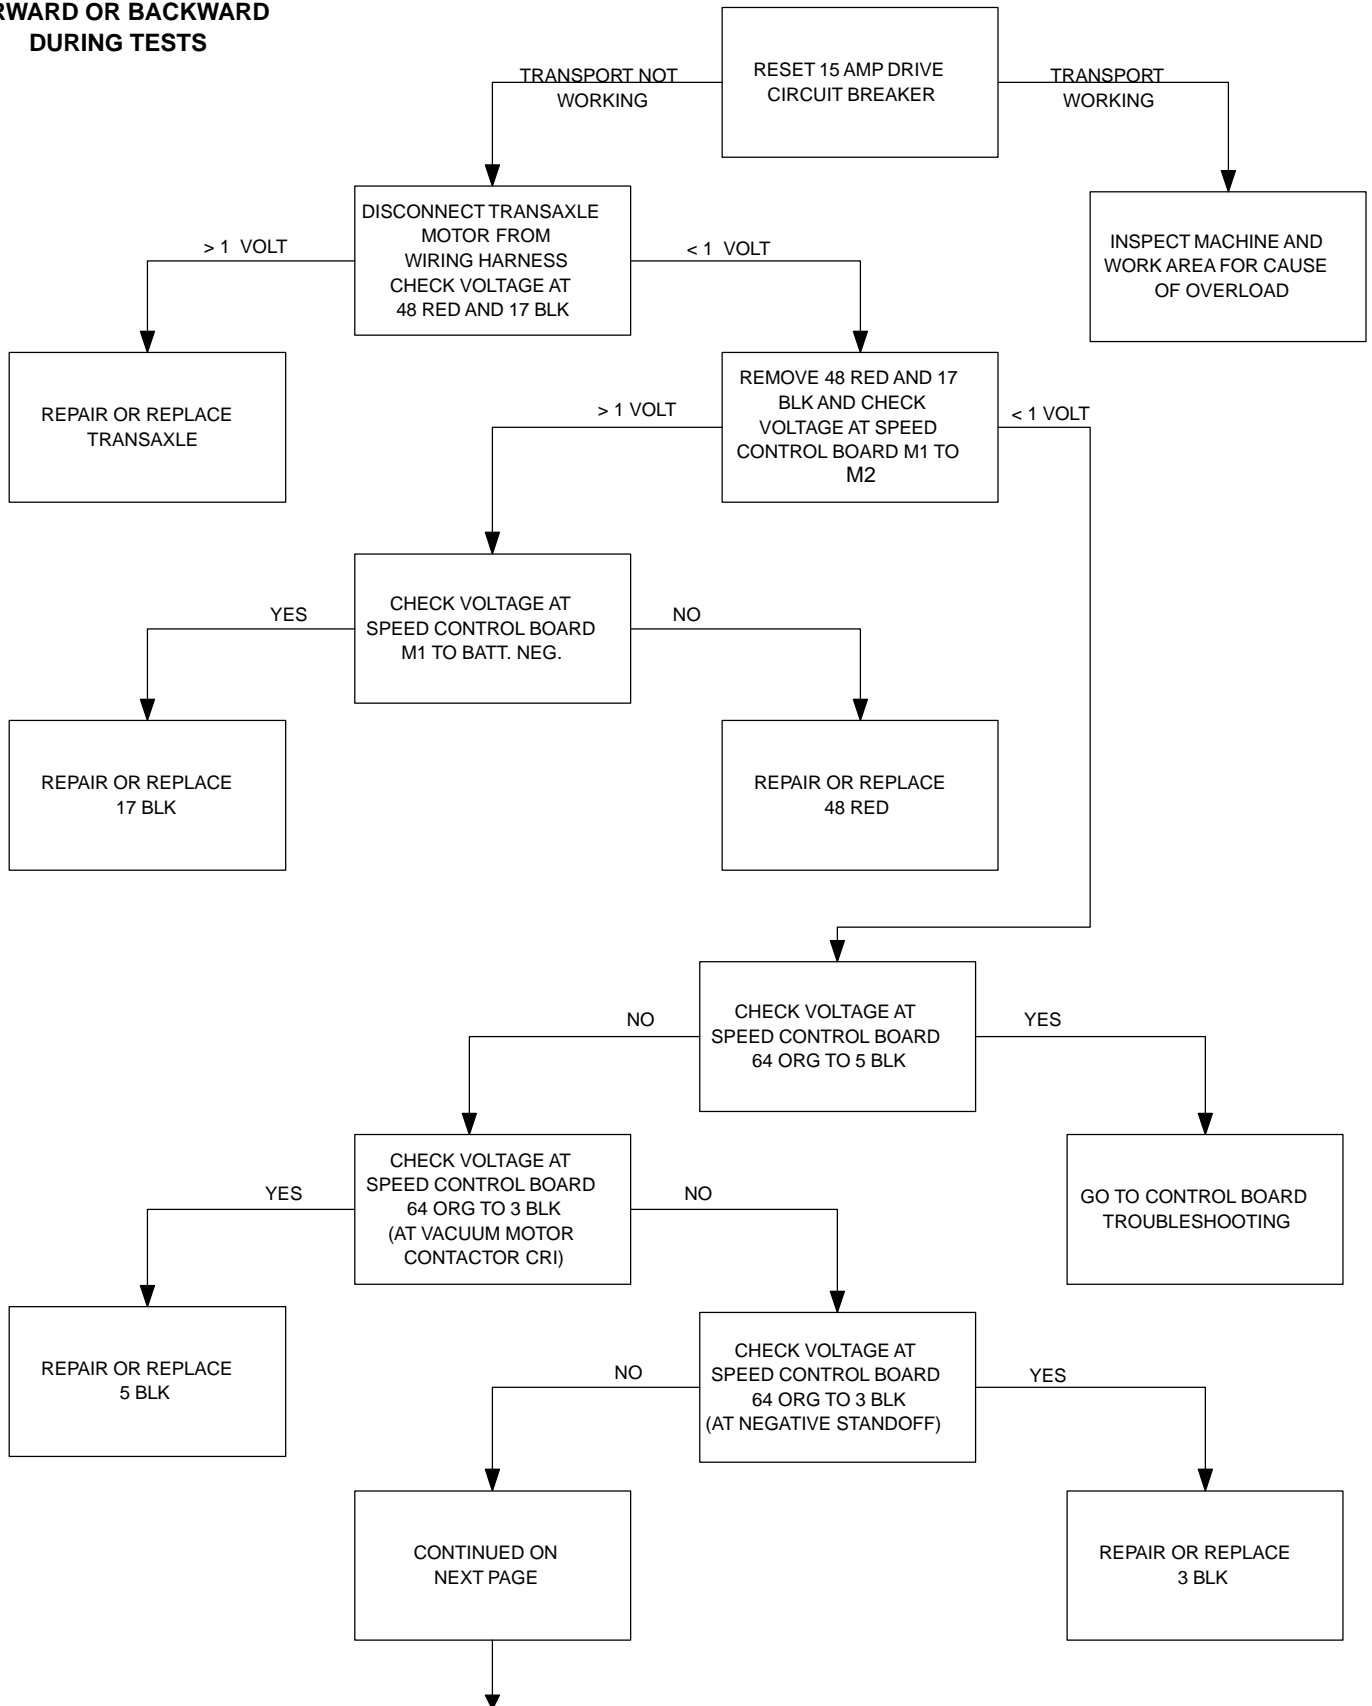 OR BACKWARD
DURING TESTS
RESET 15 AMP DRIVE
CIRCUIT BREAKER
TRANSPORT NOT
WORKING
TRANSPORT
WORKING
DISCONNECT TRANSAXLE
MOTOR FROM
WIRING HARNESS
CHECK VOLTAGE AT
48 RED AND 17 BLK
INSPECT MACHINE AND
WORK AREA FOR CAUSE
OF OVERLOAD
> 1 VOLT
< 1 VOLT
REPAIR OR REPLACE
TRANSAXLE
REMOVE 48 RED AND 17
BLK AND CHECK
VOLTAGE AT SPEED
CONTROL BOARD M1 TO
M2
> 1 VOLT
< 1 VOLT
CHECK VOLTAGE AT
SPEED CONTROL BOARD
M1 TO BATT. NEG.
YES
NO
REPAIR OR REPLACE
17 BLK
REPAIR OR REPLACE
48 RED
CHECK VOLTAGE AT
SPEED CONTROL BOARD
64 ORG TO 5 BLK
NO
YES
CHECK VOLTAGE AT
SPEED CONTROL BOARD
64 ORG TO 3 BLK
(AT VACUUM MOTOR
CONTACTOR CRI)
GO TO CONTROL BOARD
TROUBLESHOOTING
YES
NO
REPAIR OR REPLACE
5 BLK
CHECK VOLTAGE AT
SPEED CONTROL BOARD
64 ORG TO 3 BLK
(AT NEGATIVE STANDOFF)
NO
YES
CONTINUED ON
NEXT PAGE
REPAIR OR REPLACE
3 BLK